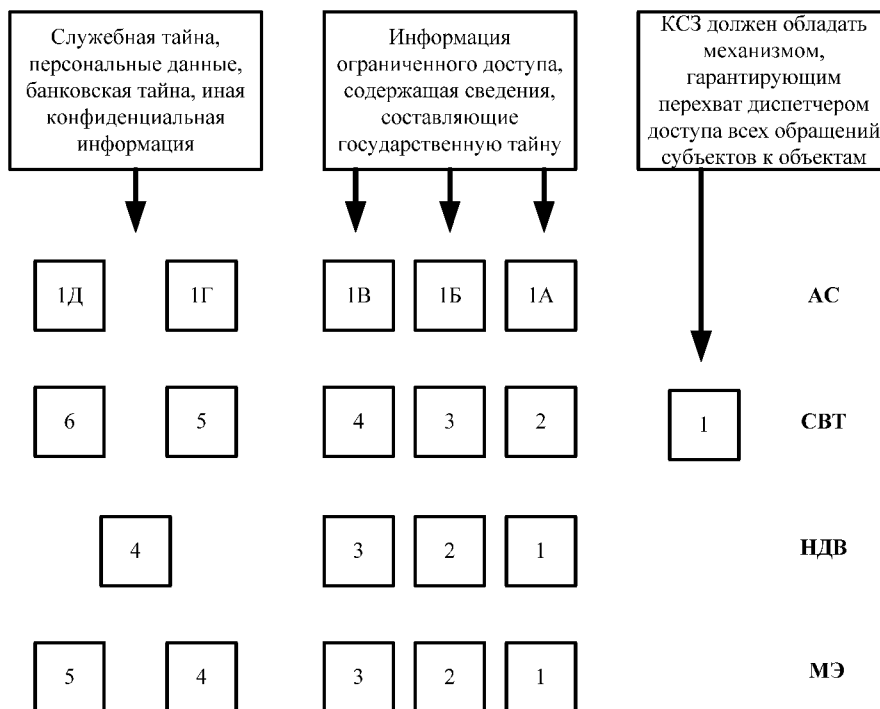 Служебная тайна,
персональные данные,
банковская тайна, иная
конфиденциальная
информация
Информация
ограниченного доступа,
содержащая сведения,
составляющие
государственную тайну
КСЗ должен обладать
механизмом,
гарантирующим
перехват диспетчером
доступа всех обращений
субъектов к объектам
1Д 1Г 1В 1Б 1А АС
6 5 4 3 2 1 СВТ
4 3 2 1 НДВ
5 4 3 2 1 МЭ